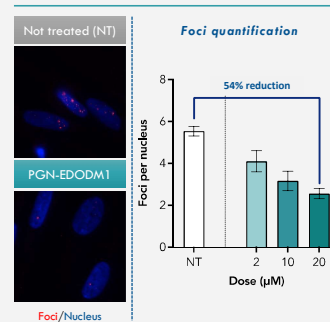 Not treated (NT)
PGN-EDODM1
Foci/Nucleus
Foci quantification
54% reduction
Foci per nucleus
8
6
4
2
0
NT 2 10 20
Dose (µM)